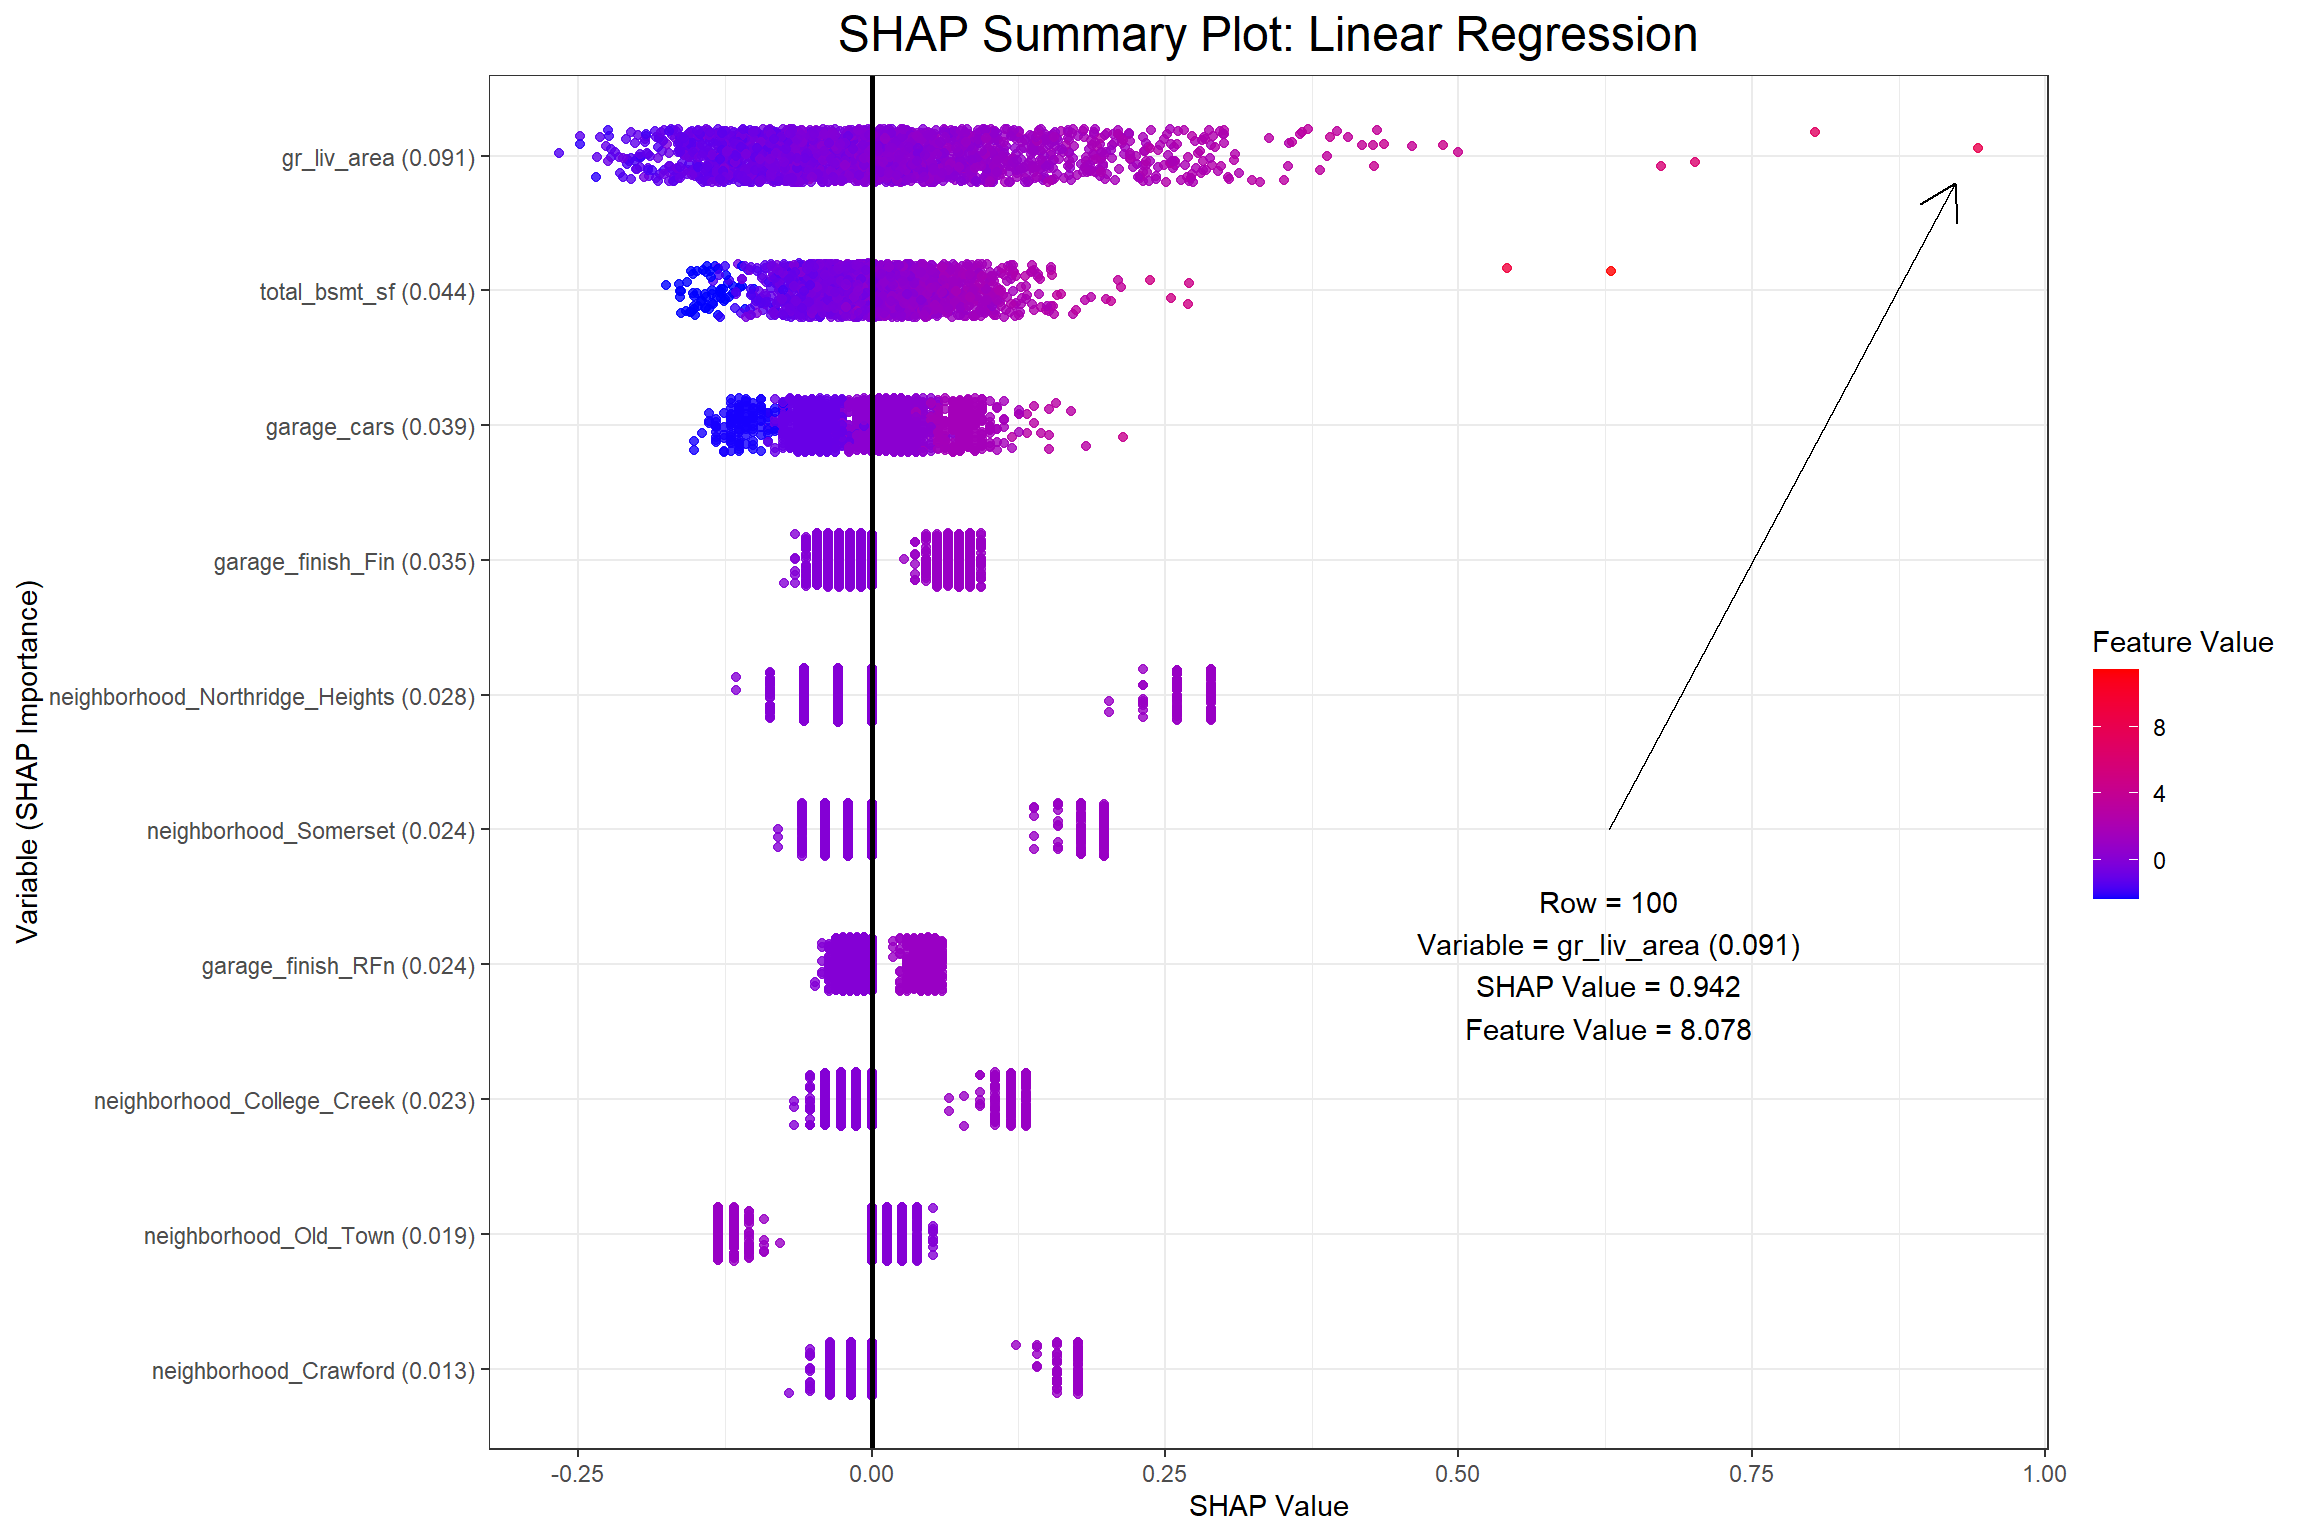 SHAP Summary Plot: Linear Regression
Variable (SHAP Importance)
gr_liv_area (0.091)
total_bsmt_sf (0.044)
garage_cars (0.039)
garage_finish_Fin (0.035)
neighborhood_Northridge_Heights (0.028)
neighborhood_Somerset (0.024)
garage_finish_RFn (0.024)
neighborhood_College_Creek (0.023)
neighborhood_Old_Town (0.019)
neighborhood_Crawford (0.013)
Row = 100
Variable = gr_liv_area (0.091)
SHAP Value = 0.942
Feature Value = 8.078
-0.25 0.00 0.25 0.50 0.75 1.00
SHAP Value
Feature Value
8
4
0